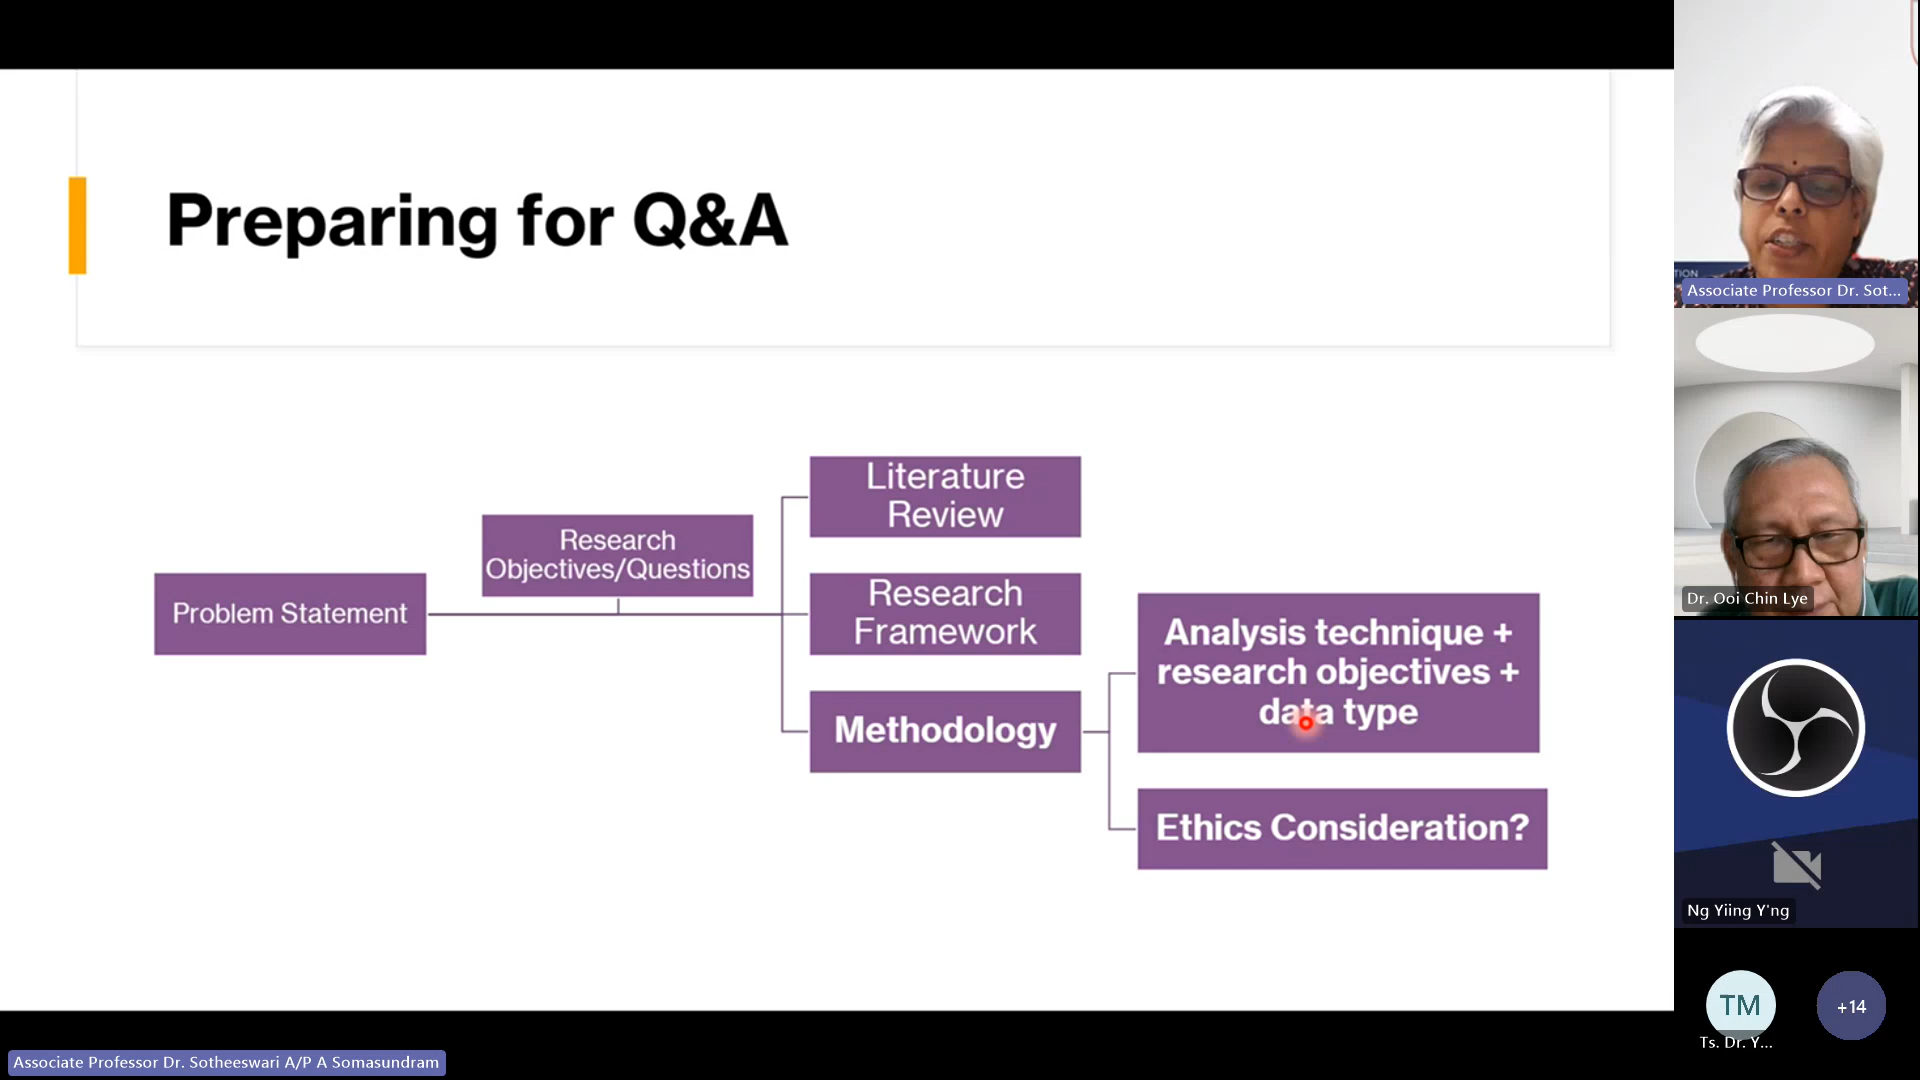 Preparing for Q&A
Problem Statement
Research
Objectives/Questions
Literature
Review
Research
Framework
Methodology
Analysis technique +
research objectives +
data type
Ethics Consideration?
TION
Associate Professor Dr. Sot...
Dr. Ooi Chin Lye
Ng Yiing Y'ng
TM
+14
Ts. Dr. Y...
Associate Professor Dr. Sotheeswari A/P A Somasundram